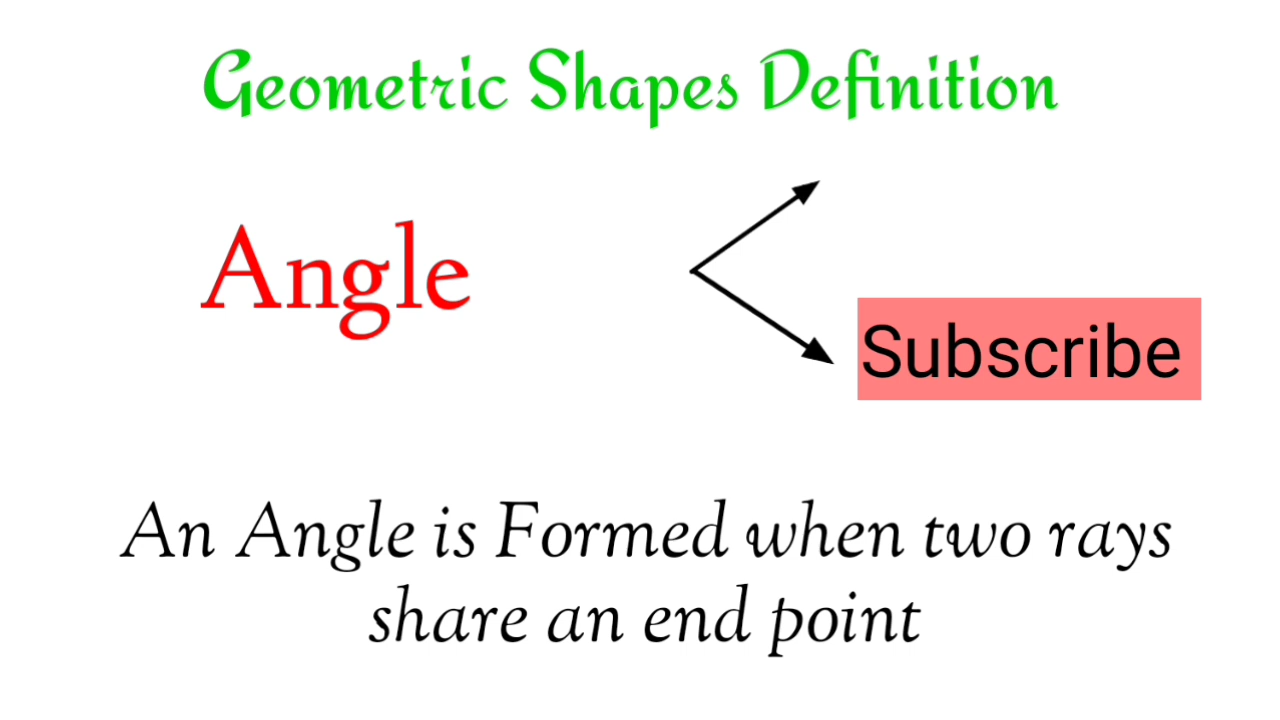 Geometric Shapes Definition
Angle
Subscribe
An Angle is Formed when two rays
share an end point